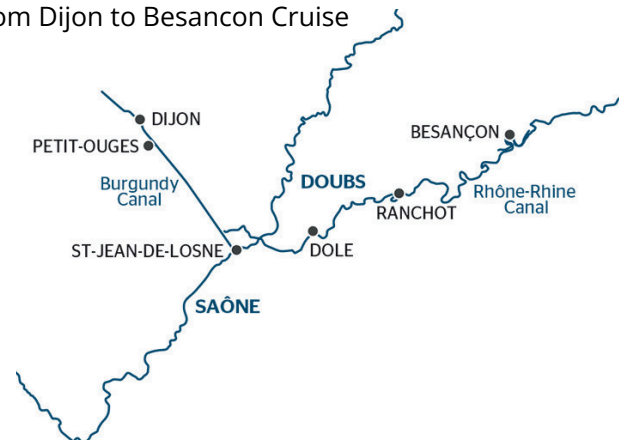 om Dijon to Besancon Cruise
DIJON
PETIT-OUGES
BESANÇON
Burgundy
Canal
DOUBS
Rhône-Rhine
Canal
RANCHOT
ST-JEAN-DE-LOSNE
DOLE
SAÔNE